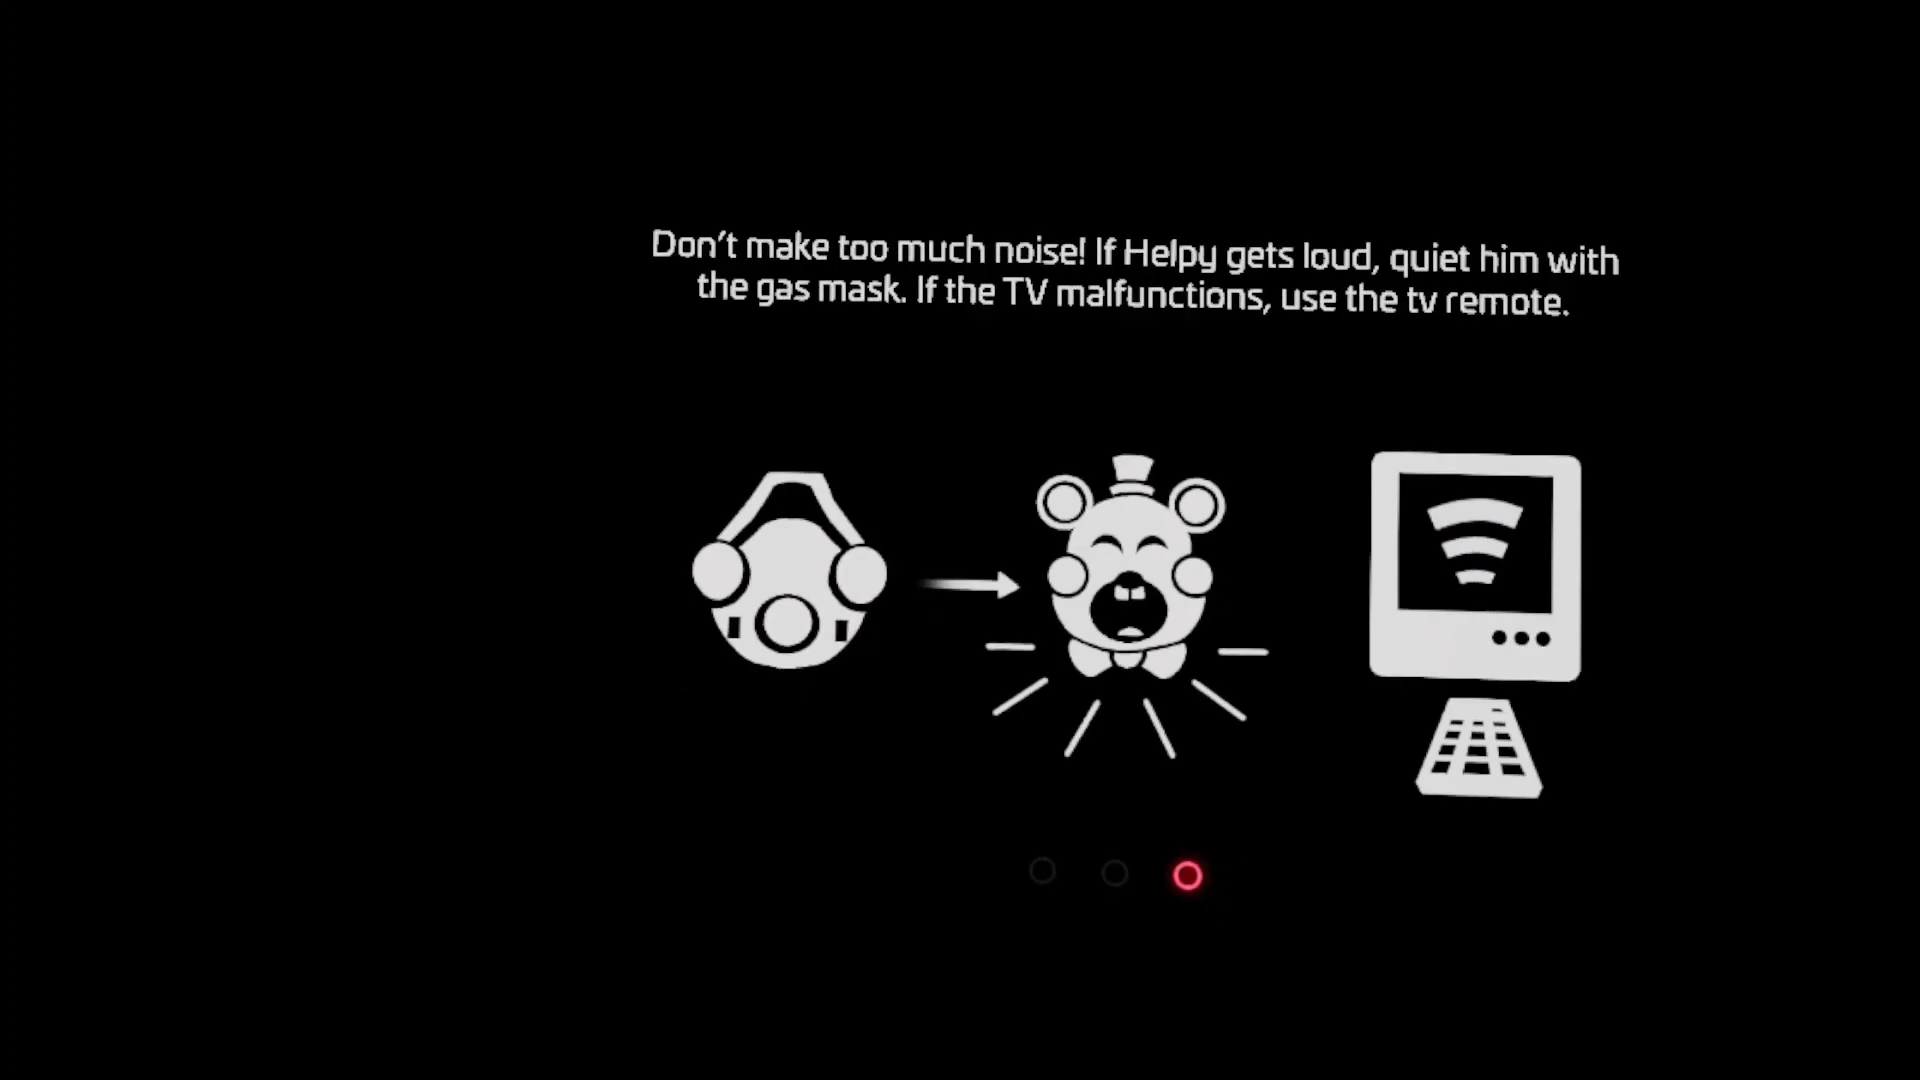 Don't make too much noise! If Helpy gets loud, quiet him with
the gas mask. If the TV malfunctions, use the tv remote.